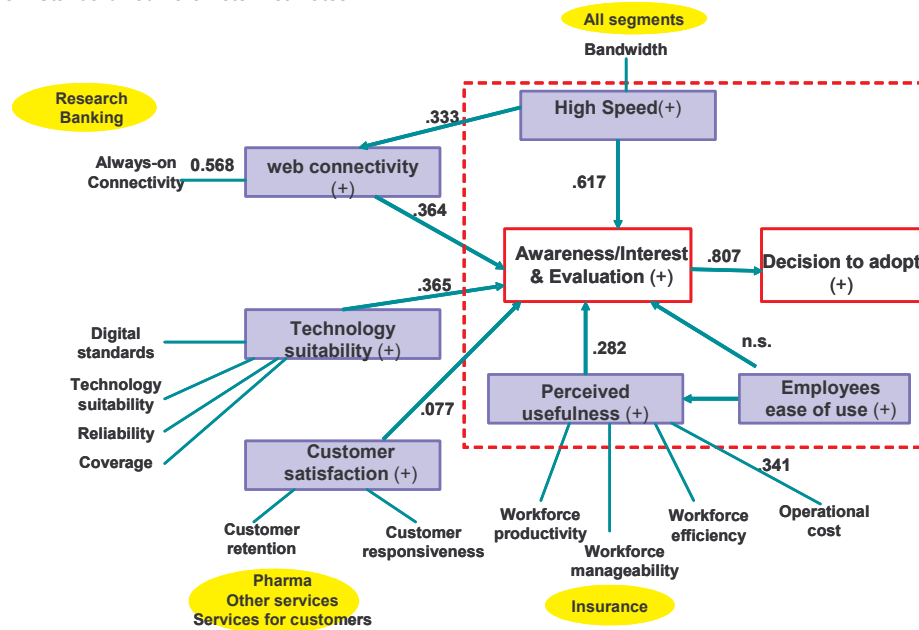 All segments
Bandwidth
High Speed(+)
Research
Banking
.333
Always-on
Connectivity
0.568
web connectivity
(+)
.617
.364
Awareness/Interest
& Evaluation (+)
.807
Decision to adopt
(+)
.365
Technology
suitability (+)
Digital
standards
n.s.
.282
Technology
suitability
Perceived
usefulness (+)
Employees
ease of use (+)
.077
Reliability
Coverage
Customer
satisfaction (+)
.341
Customer
retention
Customer
responsiveness
Workforce
productivity
Workforce
manageability
Workforce
efficiency
Operational
cost
Pharma
Other services
Services for customers
Insurance